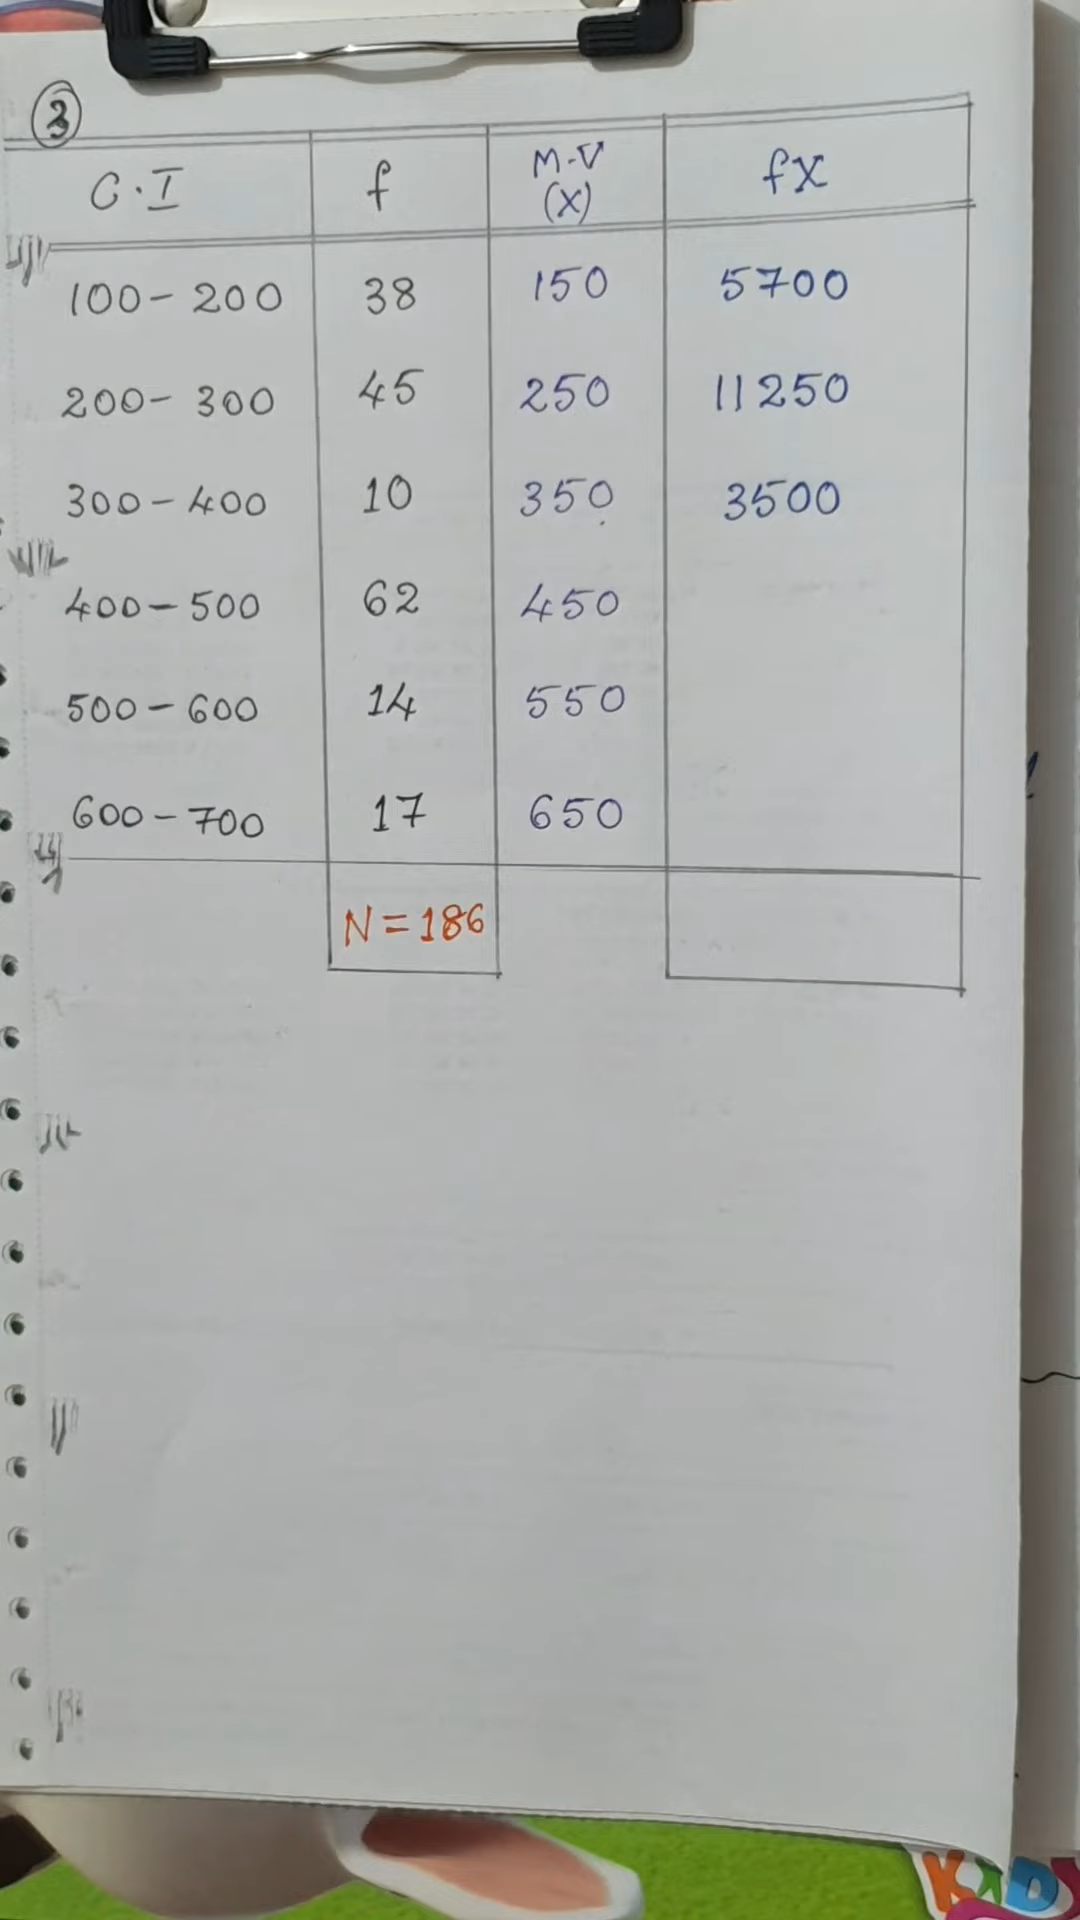 3
C.I f M.V (X) fX
100-200 38 150 5700
200-300 45 250 11250
300-400 10 350 3500
400-500 62 450
500-600 14 550
600-700 17 650
N=186
KID